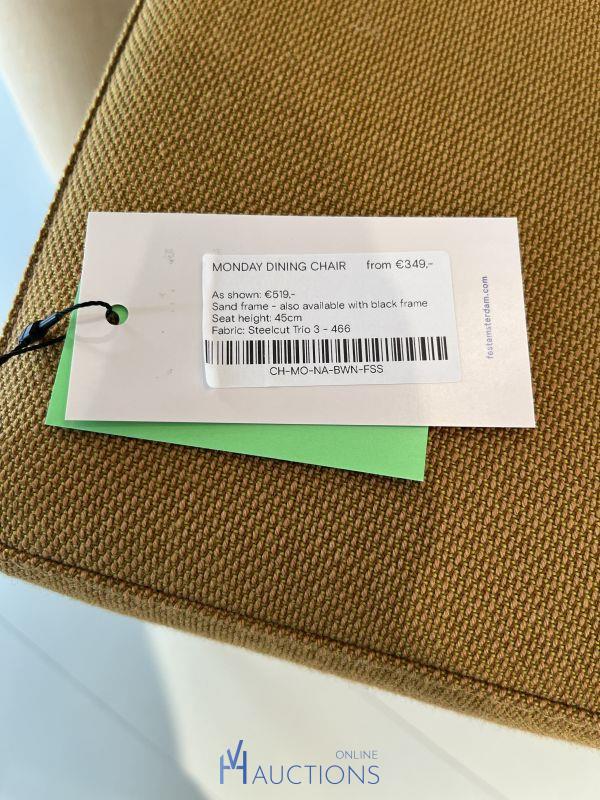 MONDAY DINING CHAIR from €349,-
As shown: €519,-
Sand frame - also available with black frame
Seat height: 45cm
Fabric: Steelcut Trio 3 - 466
CH-MO-NA-BWN-FSS
festamsterdam.com
ONLINE
VH AUCTIONS